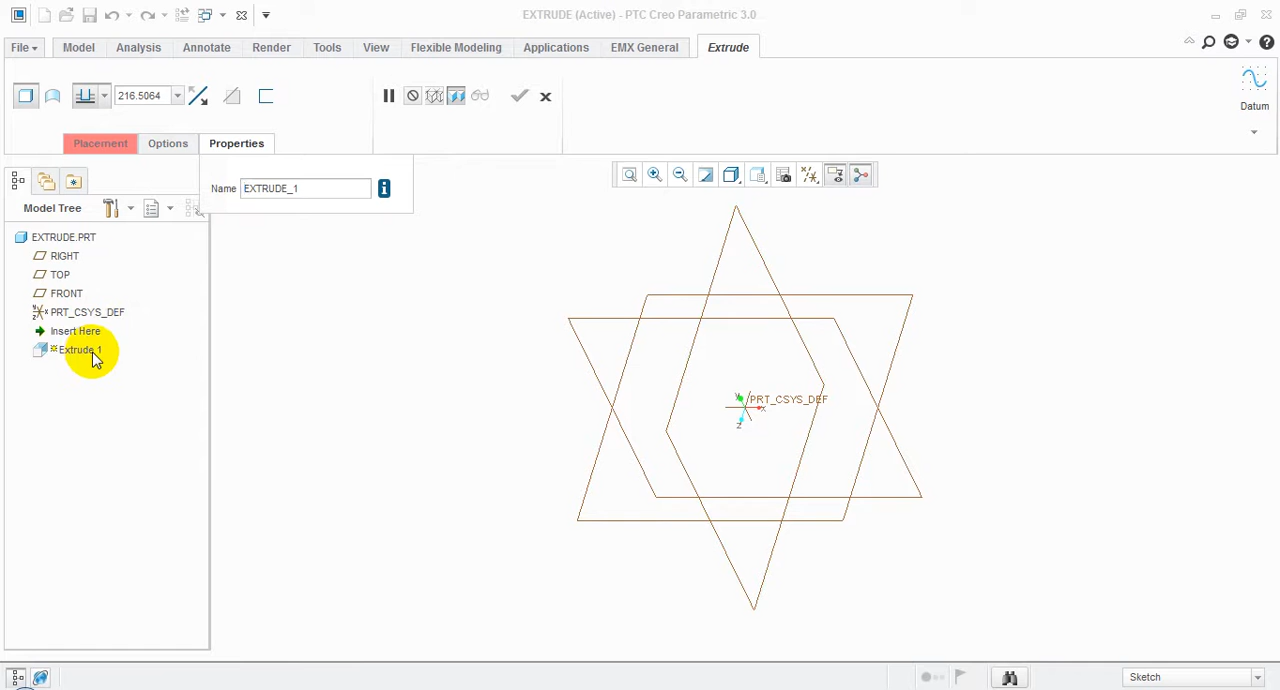 EXTRUDE (Active) - PTC Creo Parametric 3.0
File Model Analysis Annotate Render Tools View Flexible Modeling Applications EMX General Extrude
216.5064
Datum
Placement Options Properties
Name EXTRUDE_1
Model Tree
EXTRUDE.PRT
RIGHT
TOP
FRONT
PRT_CSYS_DEF
Insert Here
Extrude 1
PRT_CSYS_DEF
y
x
z
Sketch